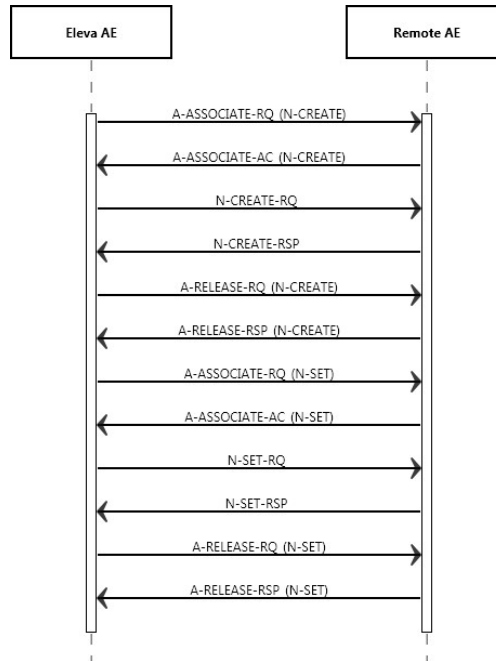 Eleva AE
Remote AE
A-ASSOCIATE-RQ (N-CREATE)
A-ASSOCIATE-AC (N-CREATE)
N-CREATE-RQ
N-CREATE-RSP
A-RELEASE-RQ (N-CREATE)
A-RELEASE-RSP (N-CREATE)
A-ASSOCIATE-RQ (N-SET)
A-ASSOCIATE-AC (N-SET)
N-SET-RQ
N-SET-RSP
A-RELEASE-RQ (N-SET)
A-RELEASE-RSP (N-SET)